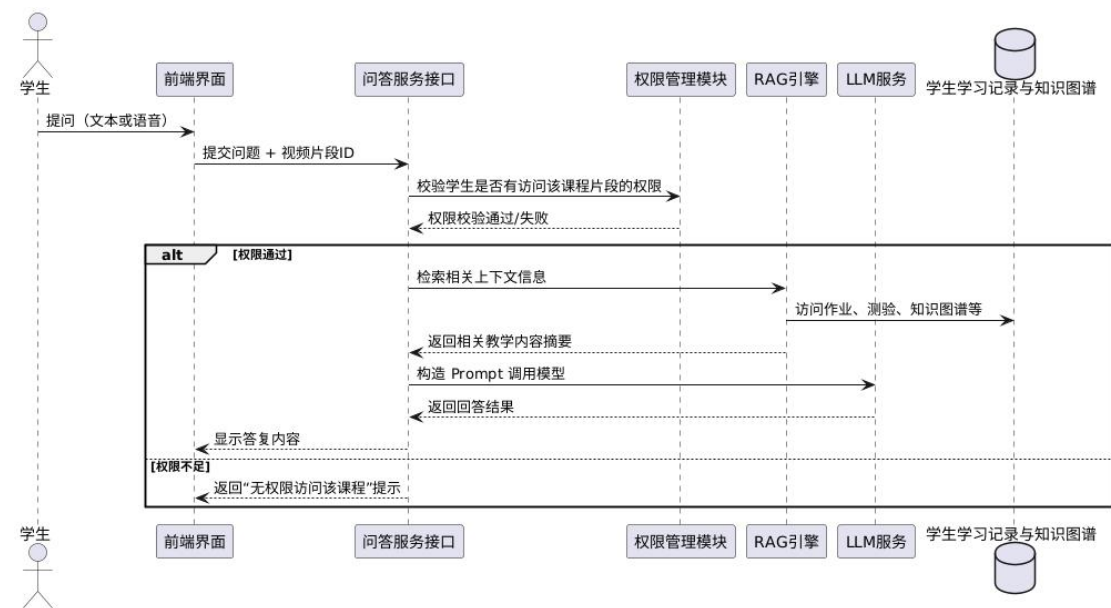 学生
前端界面
问答服务接口
权限管理模块
RAG引擎
LLM服务
学生学习记录与知识图谱
提问（文本或语音）
提交问题 + 视频片段ID
校验学生是否有访问该课程片段的权限
权限校验通过/失败
alt [权限通过]
检索相关上下文信息
访问作业、测验、知识图谱等
返回相关教学内容摘要
构造 Prompt 调用模型
返回回答结果
显示答复内容
[权限不足]
返回“无权限访问该课程”提示
学生
前端界面
问答服务接口
权限管理模块
RAG引擎
LLM服务
学生学习记录与知识图谱